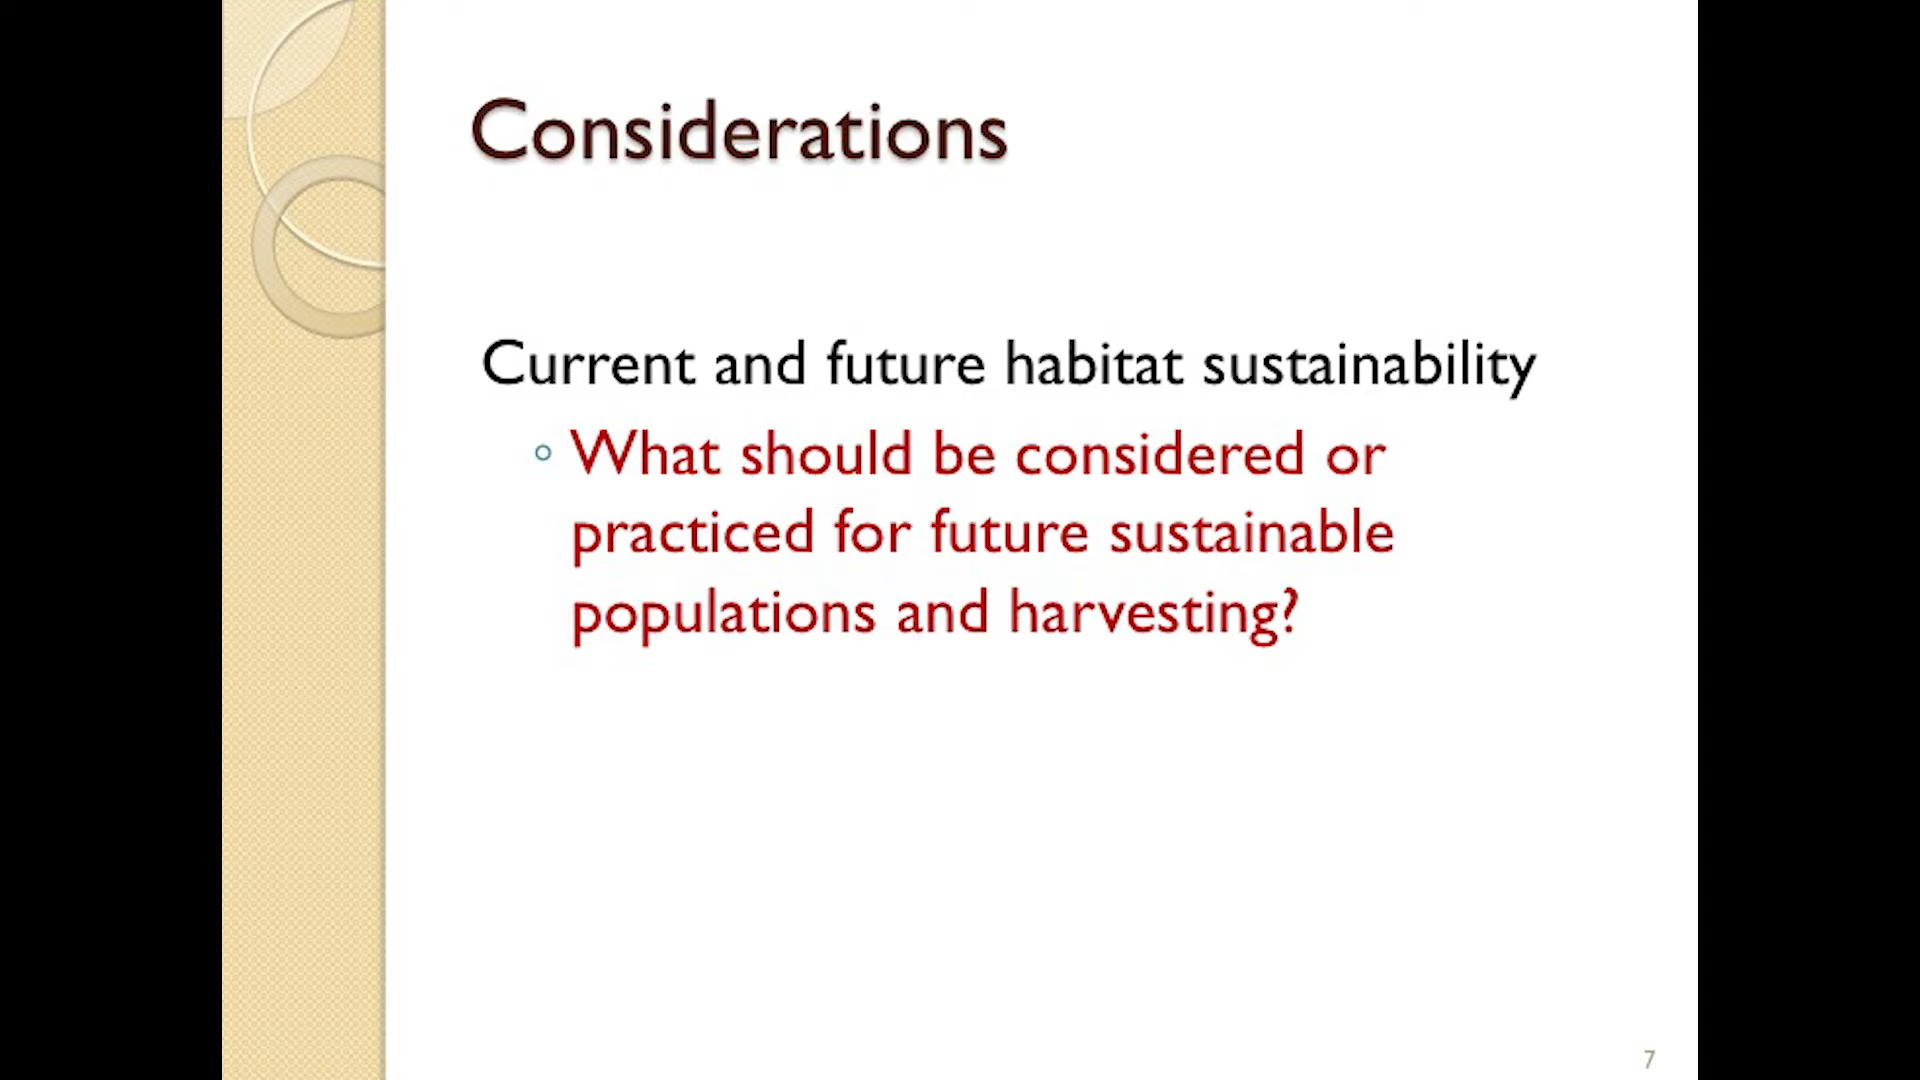 Considerations
Current and future habitat sustainability
◦ What should be considered or
practiced for future sustainable
populations and harvesting?
7